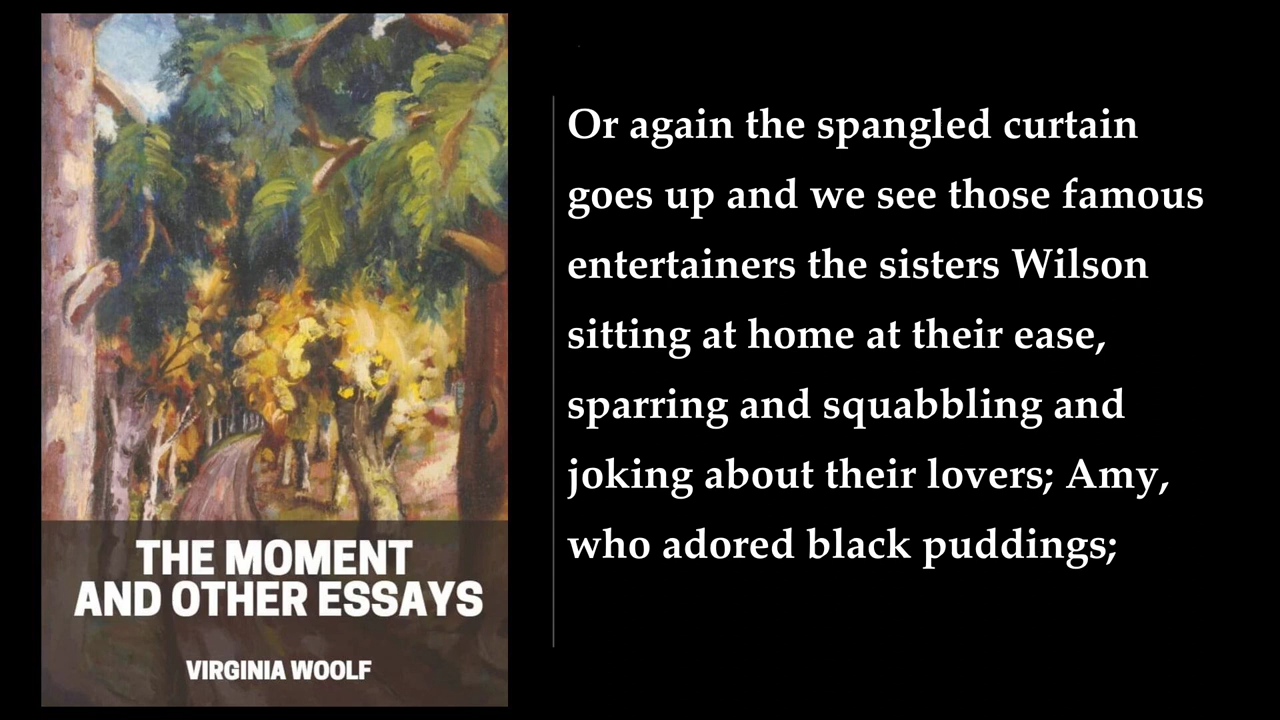 THE MOMENT
AND OTHER ESSAYS
VIRGINIA WOOLF
Or again the spangled curtain
goes up and we see those famous
entertainers the sisters Wilson
sitting at home at their ease,
sparring and squabbling and
joking about their lovers; Amy,
who adored black puddings;